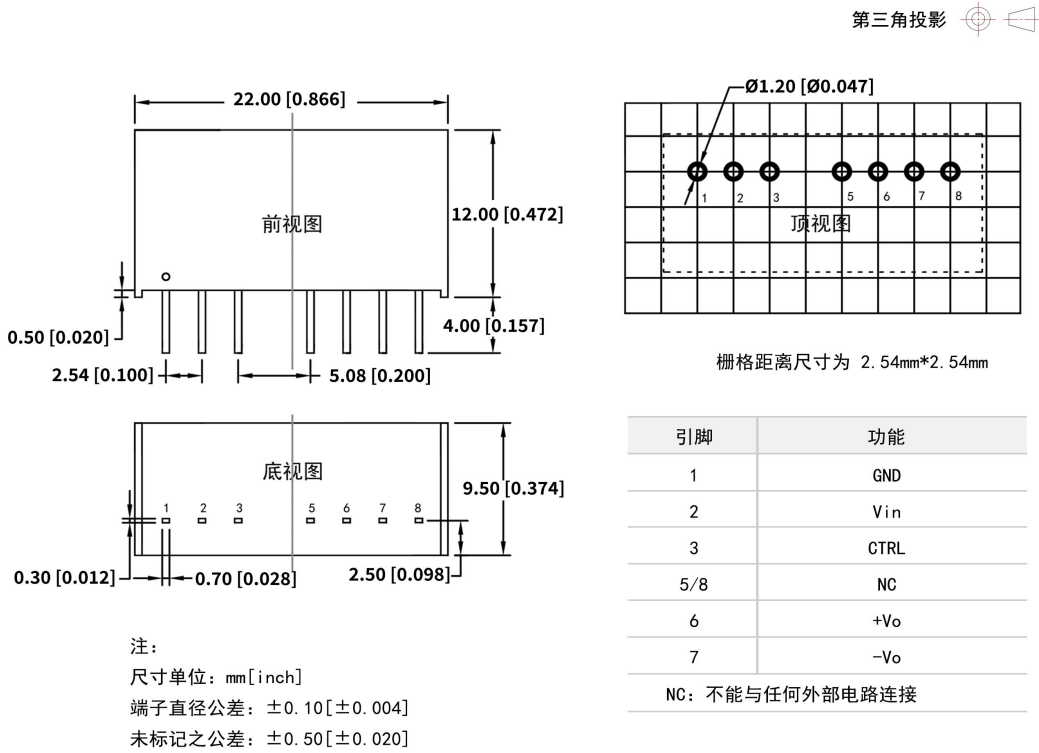 第三角投影
22.00 [0.866]
前视图
12.00 [0.472]
0.50 [0.020]
4.00 [0.157]
2.54 [0.100]
5.08 [0.200]
Ø1.20 [Ø0.047]
1 2 3 5 6 7 8
顶视图
栅格距离尺寸为 2.54mm*2.54mm
底视图
9.50 [0.374]
1 2 3 5 6 7 8
0.30 [0.012]
0.70 [0.028]
2.50 [0.098]
引脚 功能
1 GND
2 Vin
3 CTRL
5/8 NC
6 +Vo
7 -Vo
NC：不能与任何外部电路连接
注：
尺寸单位：mm[inch]
端子直径公差：±0.10[±0.004]
未标记之公差：±0.50[±0.020]